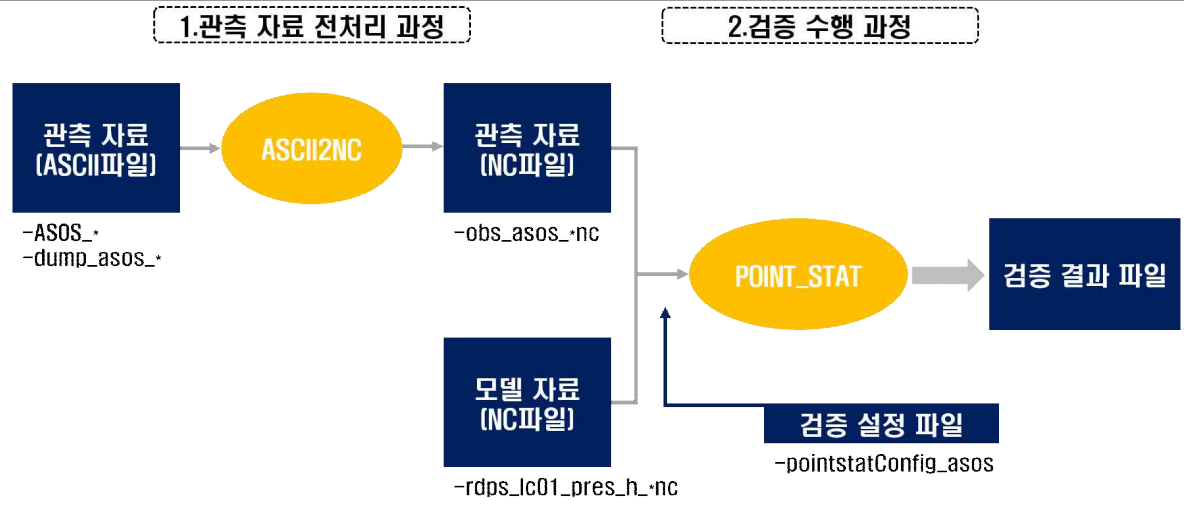 1.관측 자료 전처리 과정
2.검증 수행 과정
관측 자료
(ASCII파일)
ASCII2NC
관측 자료
(NC파일)
-ASOS_*
-dump_asos_*
-obs_asos_*nc
POINT_STAT
검증 결과 파일
모델 자료
(NC파일)
검증 설정 파일
-pointstatConfig_asos
-rdps_lc01_pres_h_*nc